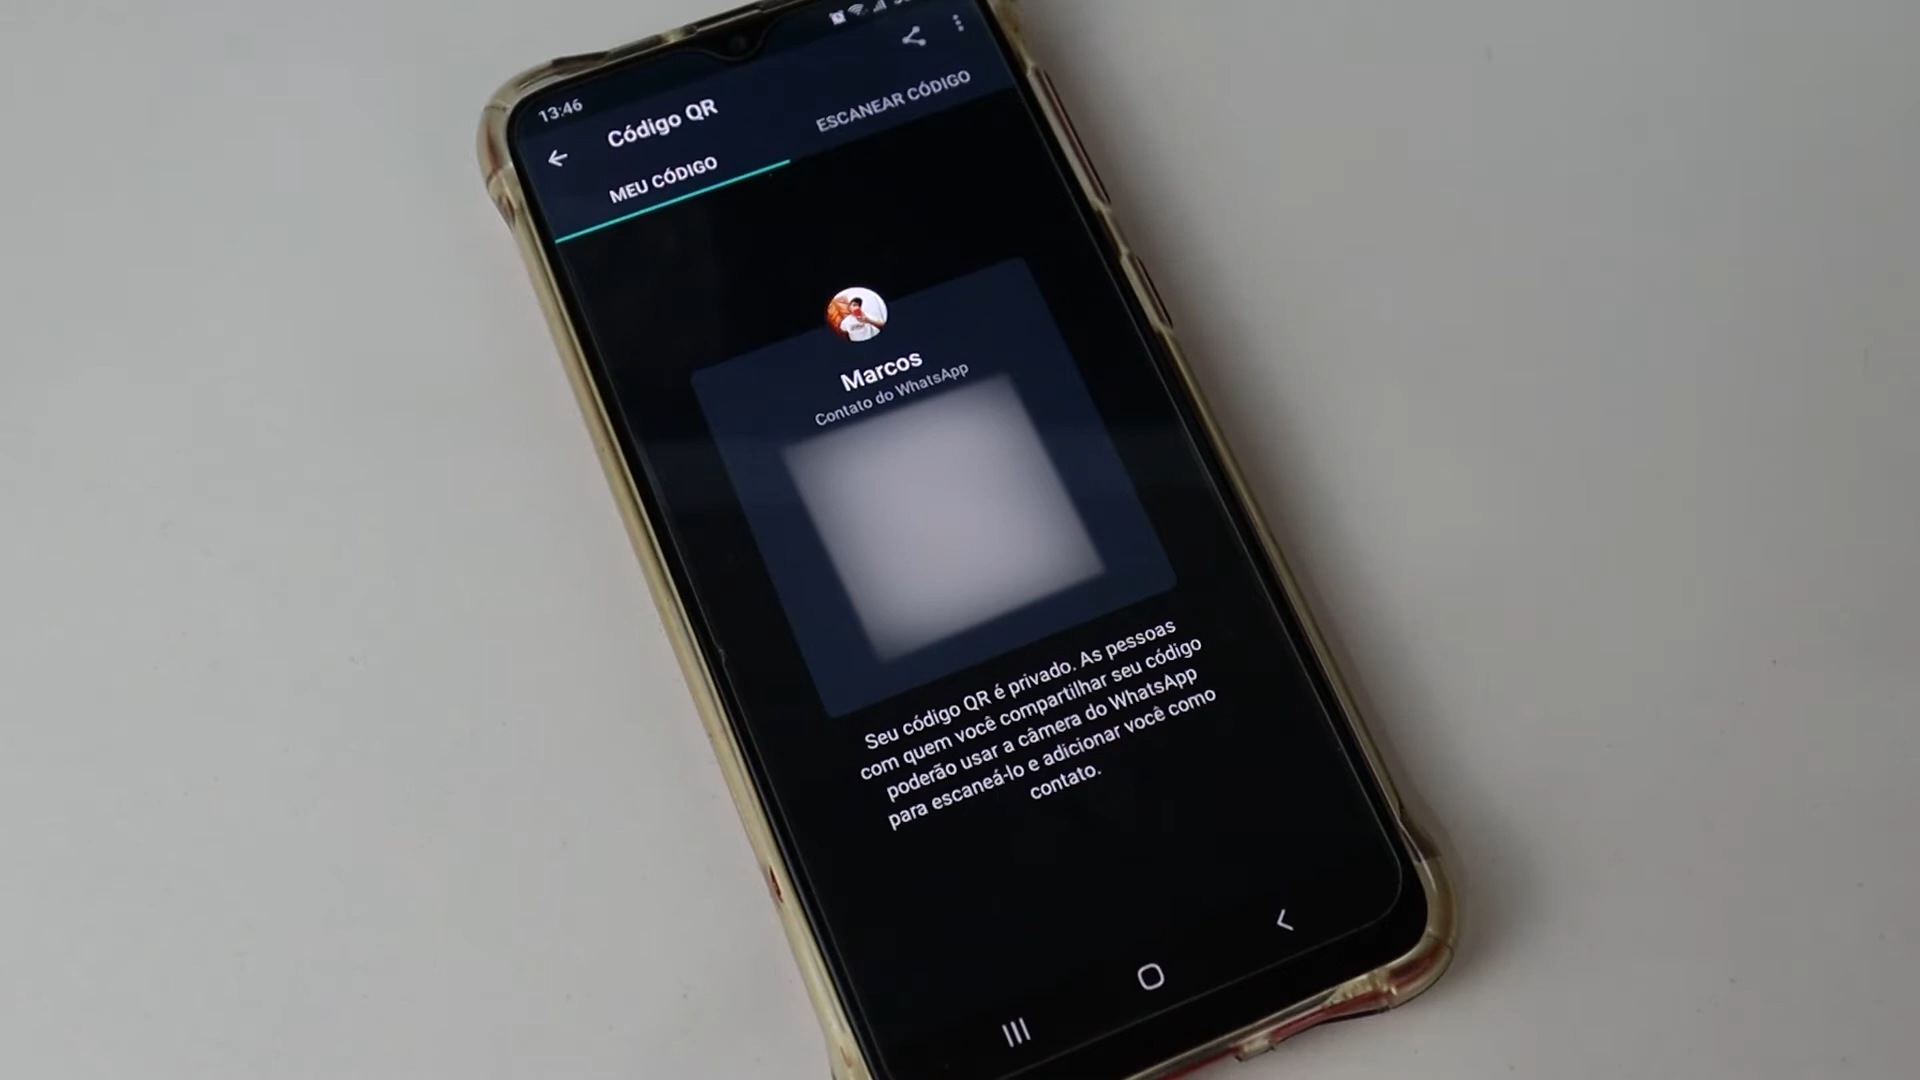 13:46
Código QR
MEU CÓDIGO
ESCANEAR CÓDIGO
Marcos
Contato do WhatsApp
Seu código QR é privado. As pessoas
com quem você compartilhar seu código
poderão usar a câmera do WhatsApp
para escaneá-lo e adicionar você como
contato.